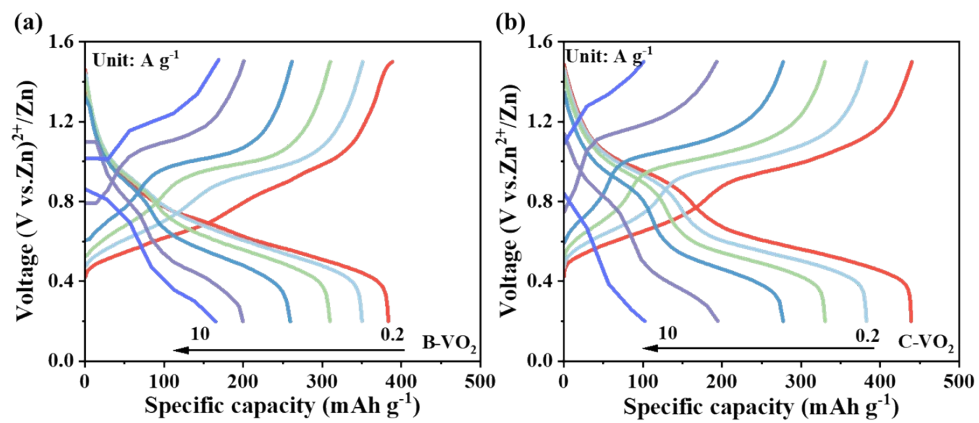 (a)
Voltage (V vs.Zn)²⁺/Zn)
1.6
1.2
0.8
0.4
0.0
Unit: A g⁻¹
10
0.2
B-VO₂
0
100
200
300
400
500
Specific capacity (mAh g⁻¹)
(b)
Voltage (V vs.Zn²⁺/Zn)
1.6
1.2
0.8
0.4
0.0
Unit: A g⁻¹
10
0.2
C-VO₂
0
100
200
300
400
500
Specific capacity (mAh g⁻¹)